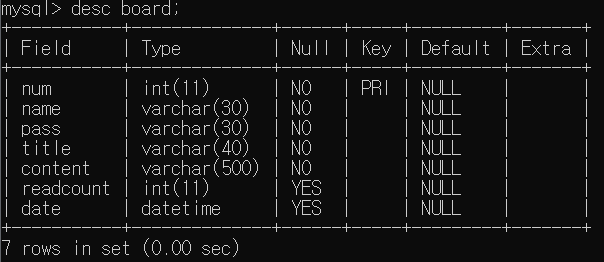 mysql> desc board;
+-----------+--------------+------+-----+---------+-------+
| Field     | Type         | Null | Key | Default | Extra |
+-----------+--------------+------+-----+---------+-------+
| num       | int(11)      | NO   | PRI | NULL    |       |
| name      | varchar(30)  | NO   |     | NULL    |       |
| pass      | varchar(30)  | NO   |     | NULL    |       |
| title     | varchar(40)  | NO   |     | NULL    |       |
| content   | varchar(500) | NO   |     | NULL    |       |
| readcount | int(11)      | YES  |     | NULL    |       |
| date      | datetime     | YES  |     | NULL    |       |
+-----------+--------------+------+-----+---------+-------+
7 rows in set (0.00 sec)